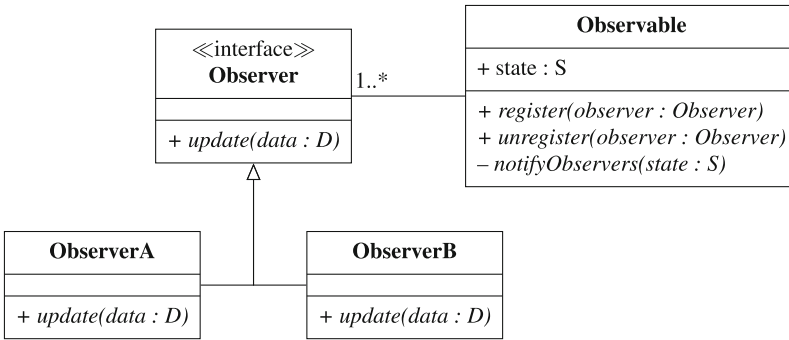 ≪interface≫
Observer
+ update(data : D)
1..*
Observable
+ state : S
+ register(observer : Observer)
+ unregister(observer : Observer)
– notifyObservers(state : S)
ObserverA
+ update(data : D)
ObserverB
+ update(data : D)